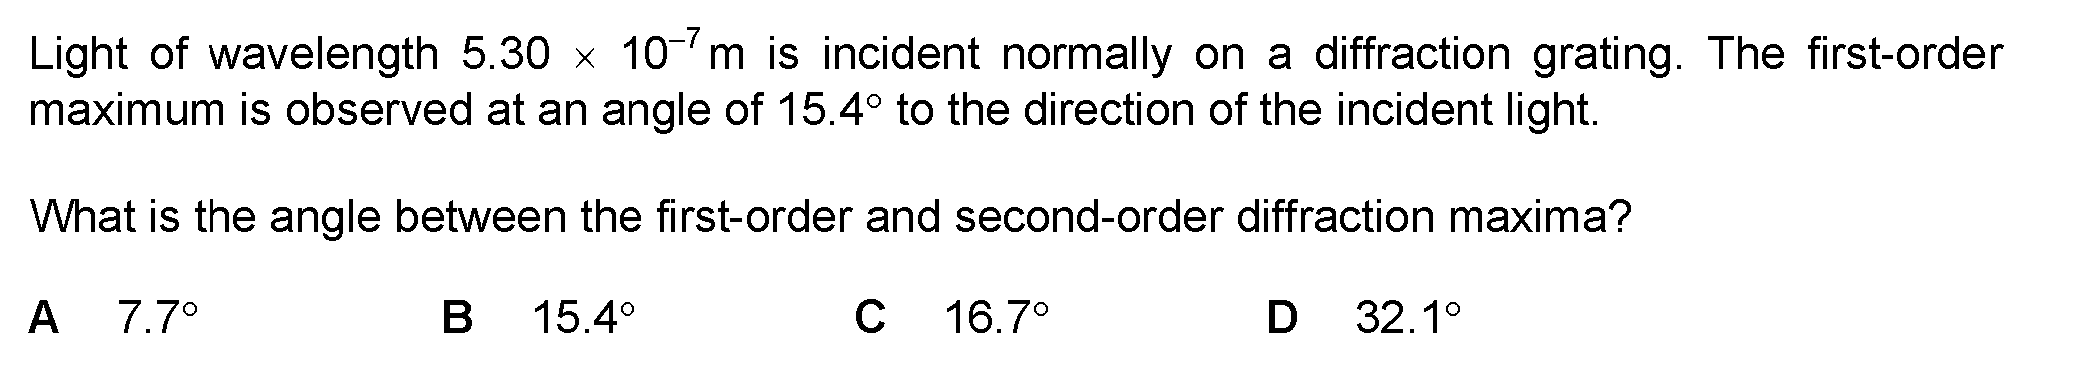 Light of wavelength 5.30 × 10⁻⁷ m is incident normally on a diffraction grating. The first-order
maximum is observed at an angle of 15.4° to the direction of the incident light.
What is the angle between the first-order and second-order diffraction maxima?
A 7.7° B 15.4° C 16.7° D 32.1°